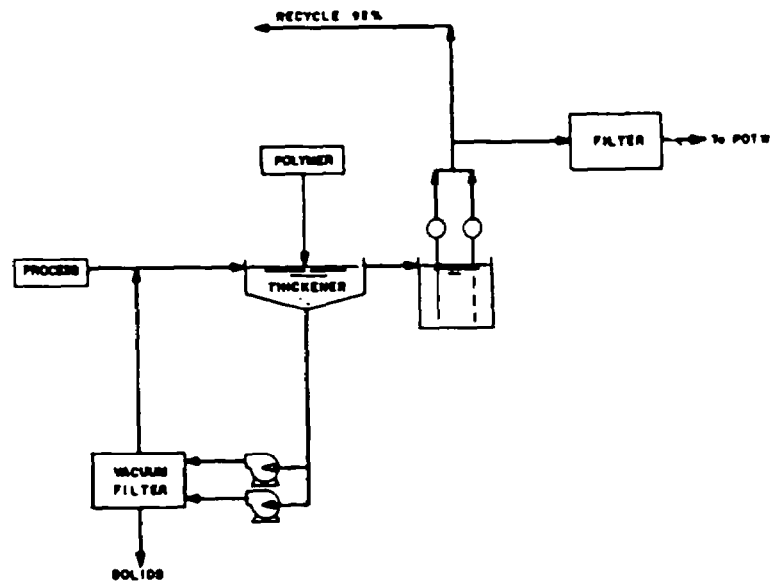 RECYCLE 98%
FILTER
To POTW
POLYMER
PROCESS
THICKENER
VACUUM
FILTER
SOLIDS